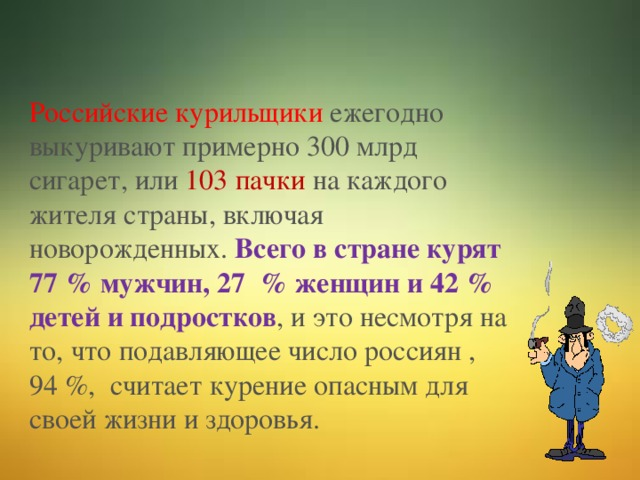 Российские курильщики ежегодно
выкуривают примерно 300 млрд
сигарет, или 103 пачки на каждого
жителя страны, включая
новорожденных. Всего в стране курят
77 % мужчин, 27 % женщин и 42 %
детей и подростков, и это несмотря на
то, что подавляющее число россиян ,
94 %, считает курение опасным для
своей жизни и здоровья.